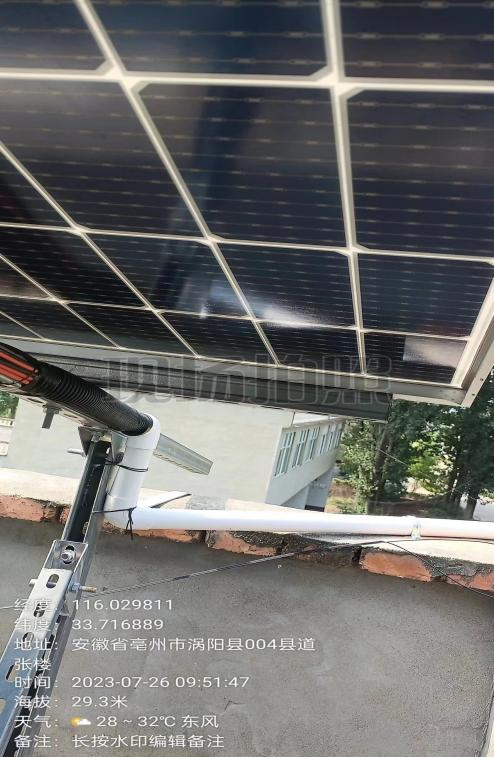 现场拍照
经度：116.029811
纬度：33.716889
地址：安徽省亳州市涡阳县004县道
张楼
时间：2023-07-26 09:51:47
海拔：29.3米
天气：28～32℃ 东风
备注：长按水印编辑备注